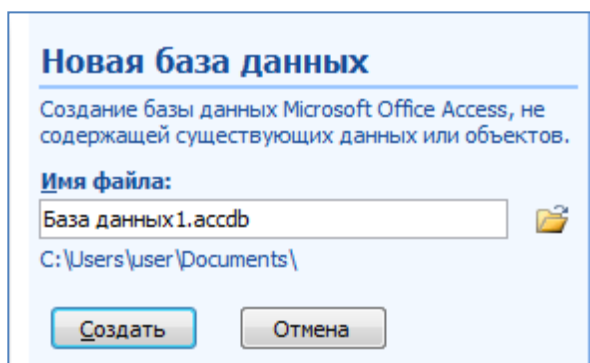 Новая база данных
Создание базы данных Microsoft Office Access, не
содержащей существующих данных или объектов.
Имя файла:
База данных1.accdb
C:\Users\user\Documents\
Создать
Отмена